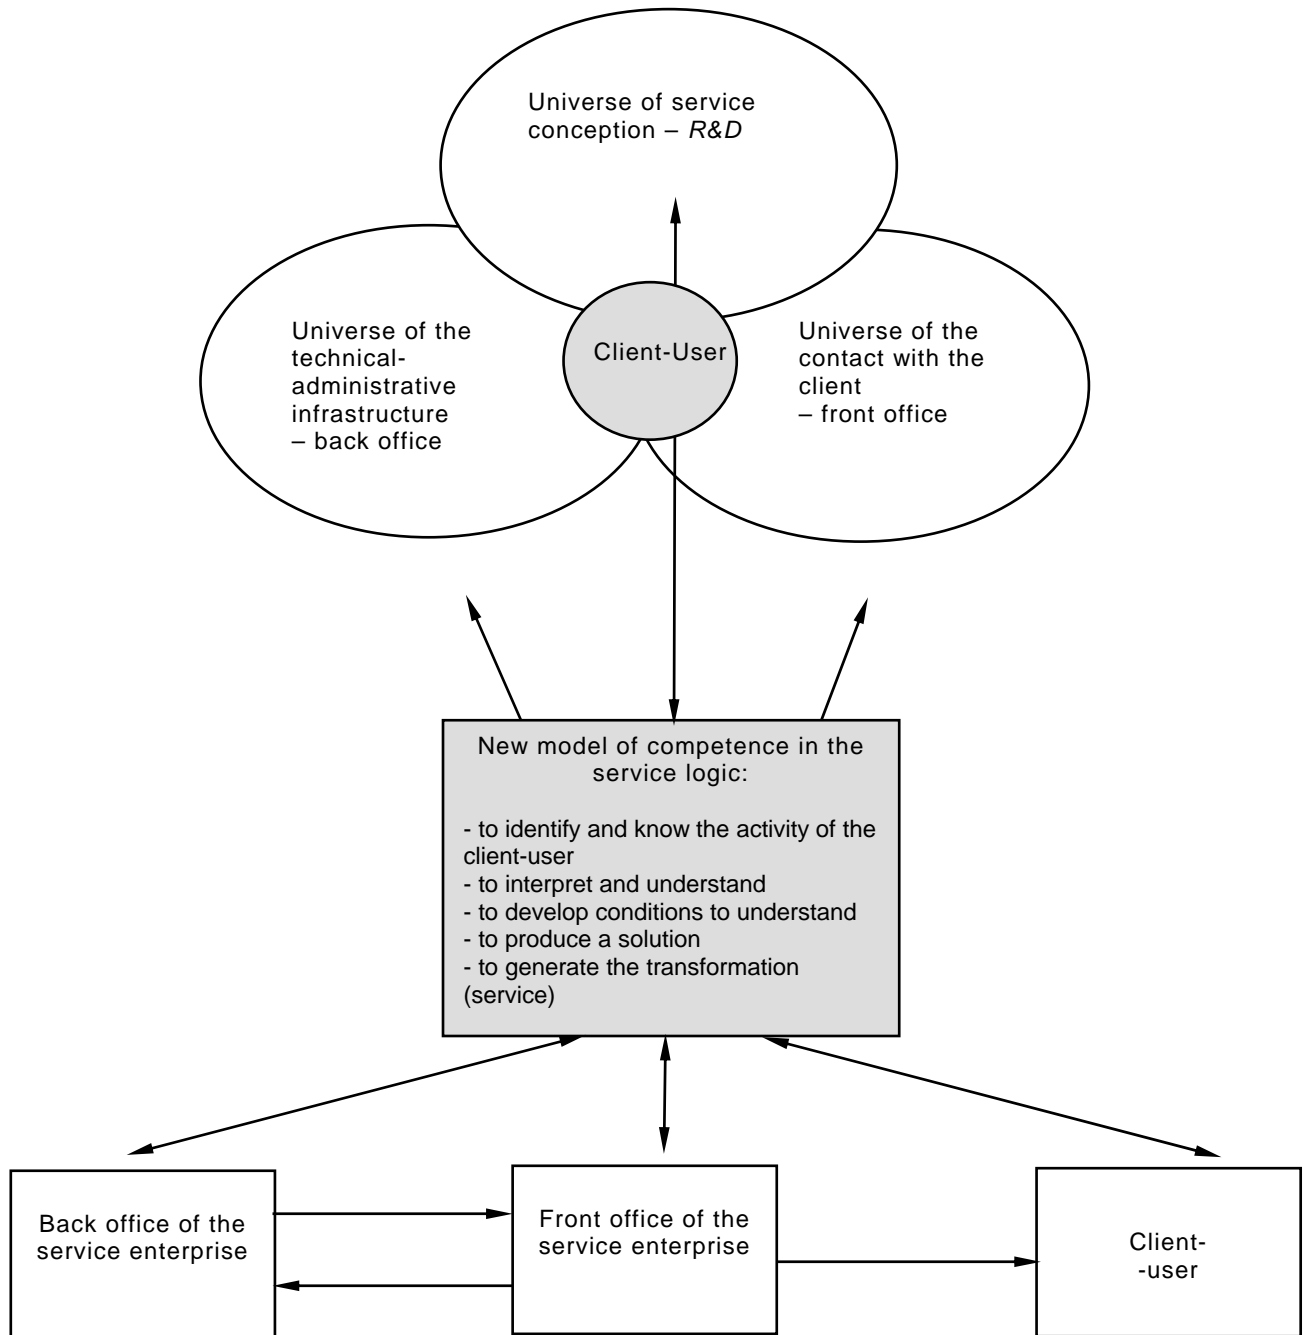 Universe of service
conception – R&D
Universe of the
technical-
administrative
infrastructure
– back office
Client-User
Universe of the
contact with the
client
– front office
New model of competence in the
service logic:
- to identify and know the activity of the
client-user
- to interpret and understand
- to develop conditions to understand
- to produce a solution
- to generate the transformation
(service)
Back office of the
service enterprise
Front office of the
service enterprise
Client-
-user